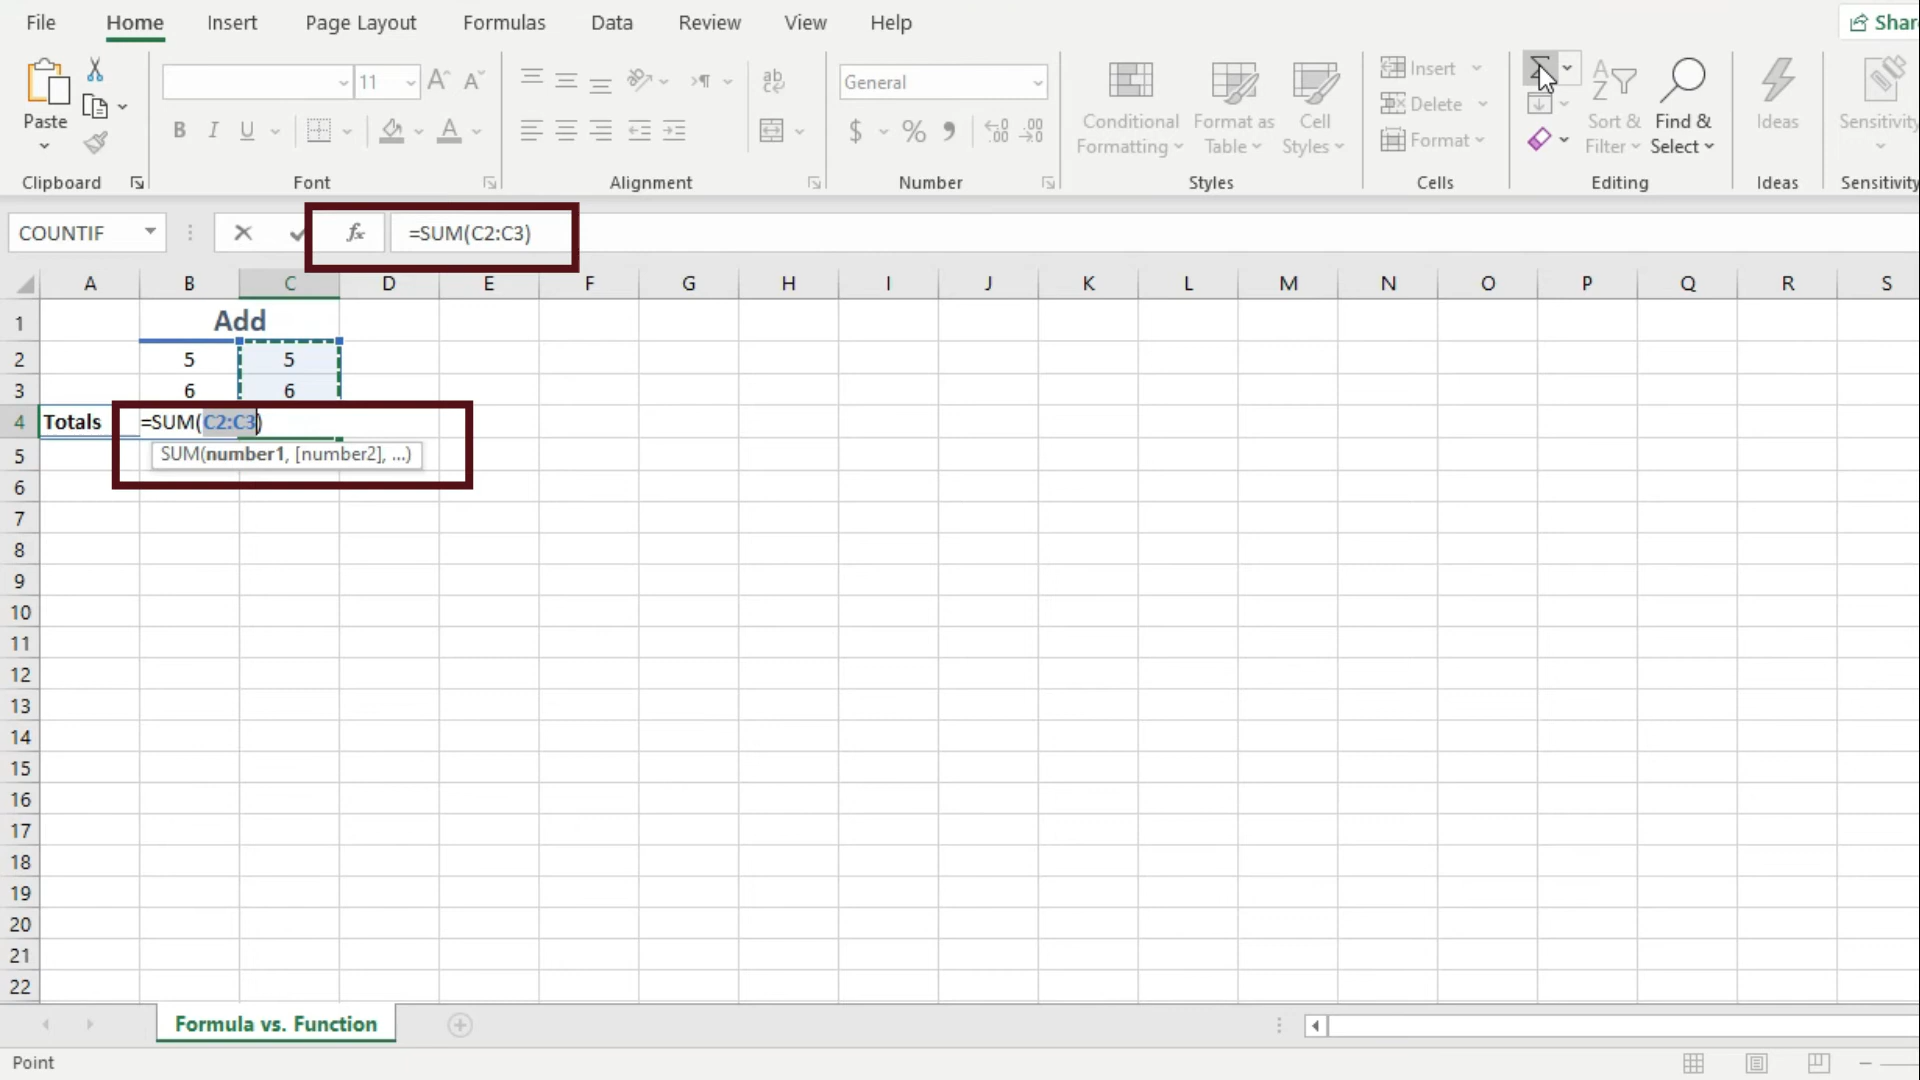 File Home Insert Page Layout Formulas Data Review View Help Shar
11 General Insert
Paste Conditional Format as Cell Delete Sort & Find & Ideas Sensitivity
Formatting Table Styles Format Filter Select
Clipboard Font Alignment Number Styles Cells Editing Ideas Sensitivity
COUNTIF fx =SUM(C2:C3)
A B C D E F G H I J K L M N O P Q R S
1 Add
2 5 5
3 6 6
4 Totals =SUM(C2:C3)
5 SUM(number1, [number2], ...)
6
7
8
9
10
11
12
13
14
15
16
17
18
19
20
21
22
Formula vs. Function
Point